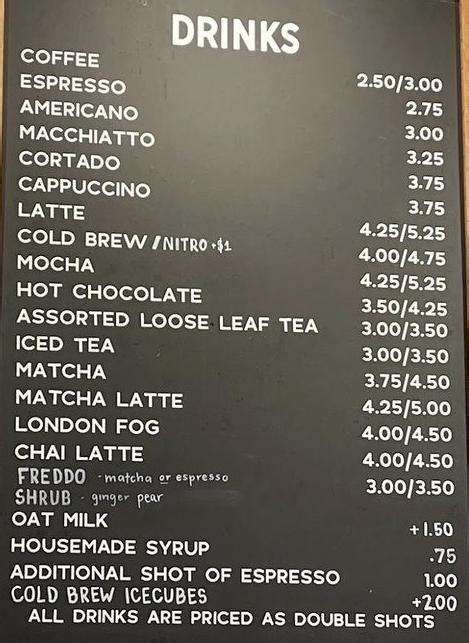 DRINKS
COFFEE 2.50/3.00
ESPRESSO 2.75
AMERICANO 3.00
MACCHIATTO 3.25
CORTADO 3.75
CAPPUCCINO 3.75
LATTE 4.25/5.25
COLD BREW / NITRO +$1 4.00/4.75
MOCHA 4.25/5.25
HOT CHOCOLATE 3.50/4.25
ASSORTED LOOSE LEAF TEA 3.00/3.50
ICED TEA 3.00/3.50
MATCHA 3.75/4.50
MATCHA LATTE 4.25/5.00
LONDON FOG 4.00/4.50
CHAI LATTE 4.00/4.50
FREDDO - matcha or espresso 3.00/3.50
SHRUB - ginger pear
OAT MILK +1.50
HOUSEMADE SYRUP .75
ADDITIONAL SHOT OF ESPRESSO 1.00
COLD BREW ICECUBES +2.00
ALL DRINKS ARE PRICED AS DOUBLE SHOTS